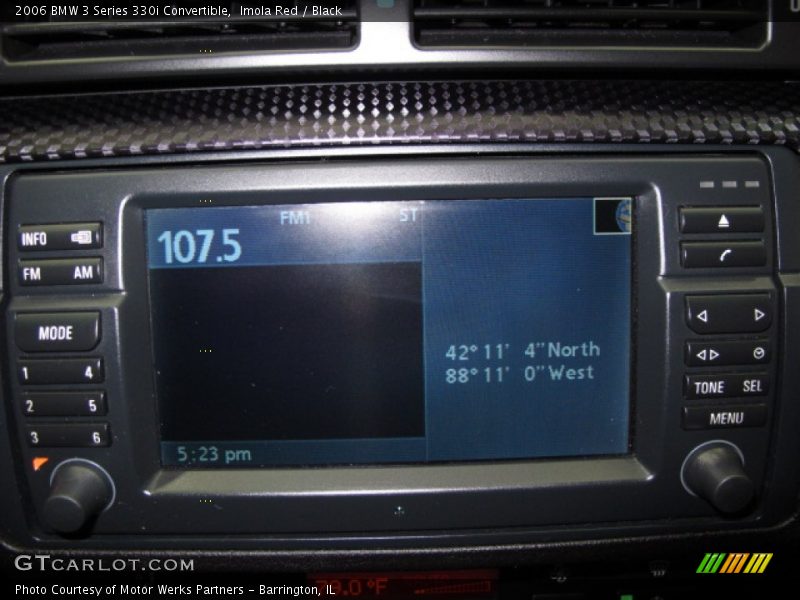 2006 BMW 3 Series 330i Convertible,  Imola Red / Black
FM1 ST
107.5
INFO
FM AM
MODE
1 4
2 5
3 6
42° 11' 4" North
88° 11' 0" West
5:23 pm
TONE SEL
MENU
GTCARLOT.COM
Photo Courtesy of Motor Werks Partners - Barrington, IL